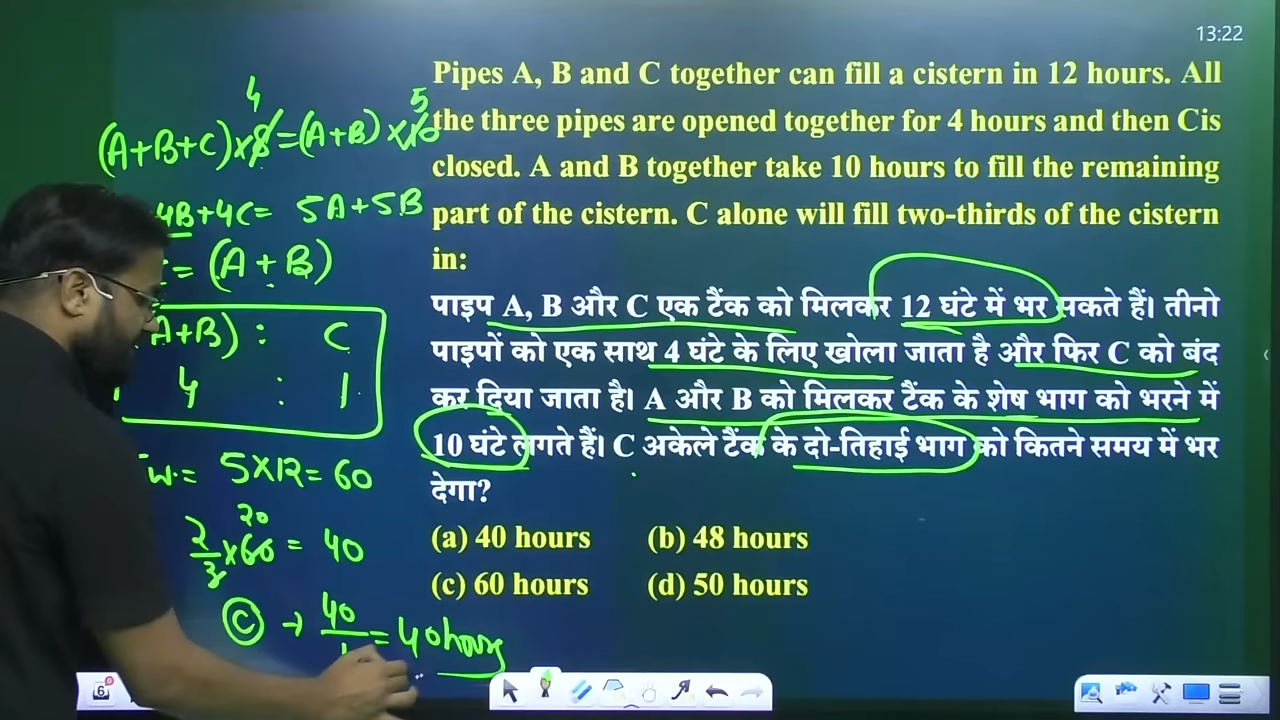 13:22
Pipes A, B and C together can fill a cistern in 12 hours. All
the three pipes are opened together for 4 hours and then Cis
closed. A and B together take 10 hours to fill the remaining
part of the cistern. C alone will fill two-thirds of the cistern
in:
पाइप A, B और C एक टैंक को मिलकर 12 घंटे में भर सकते हैं। तीनो
पाइपों को एक साथ 4 घंटे के लिए खोला जाता है और फिर C को बंद
कर दिया जाता है। A और B को मिलकर टैंक के शेष भाग को भरने में
10 घंटे लगते हैं। C अकेले टैंक के दो-तिहाई भाग को कितने समय में भर
देगा?
(a) 40 hours (b) 48 hours
(c) 60 hours (d) 50 hours
4 5
(A+B+C)×8=(A+B)×10
4B+4C= 5A+5B
= (A+B)
A+B) : C
4 : 1
W.= 5×12=60
20
2/3×60 = 40
C → 40/1 = 40hours